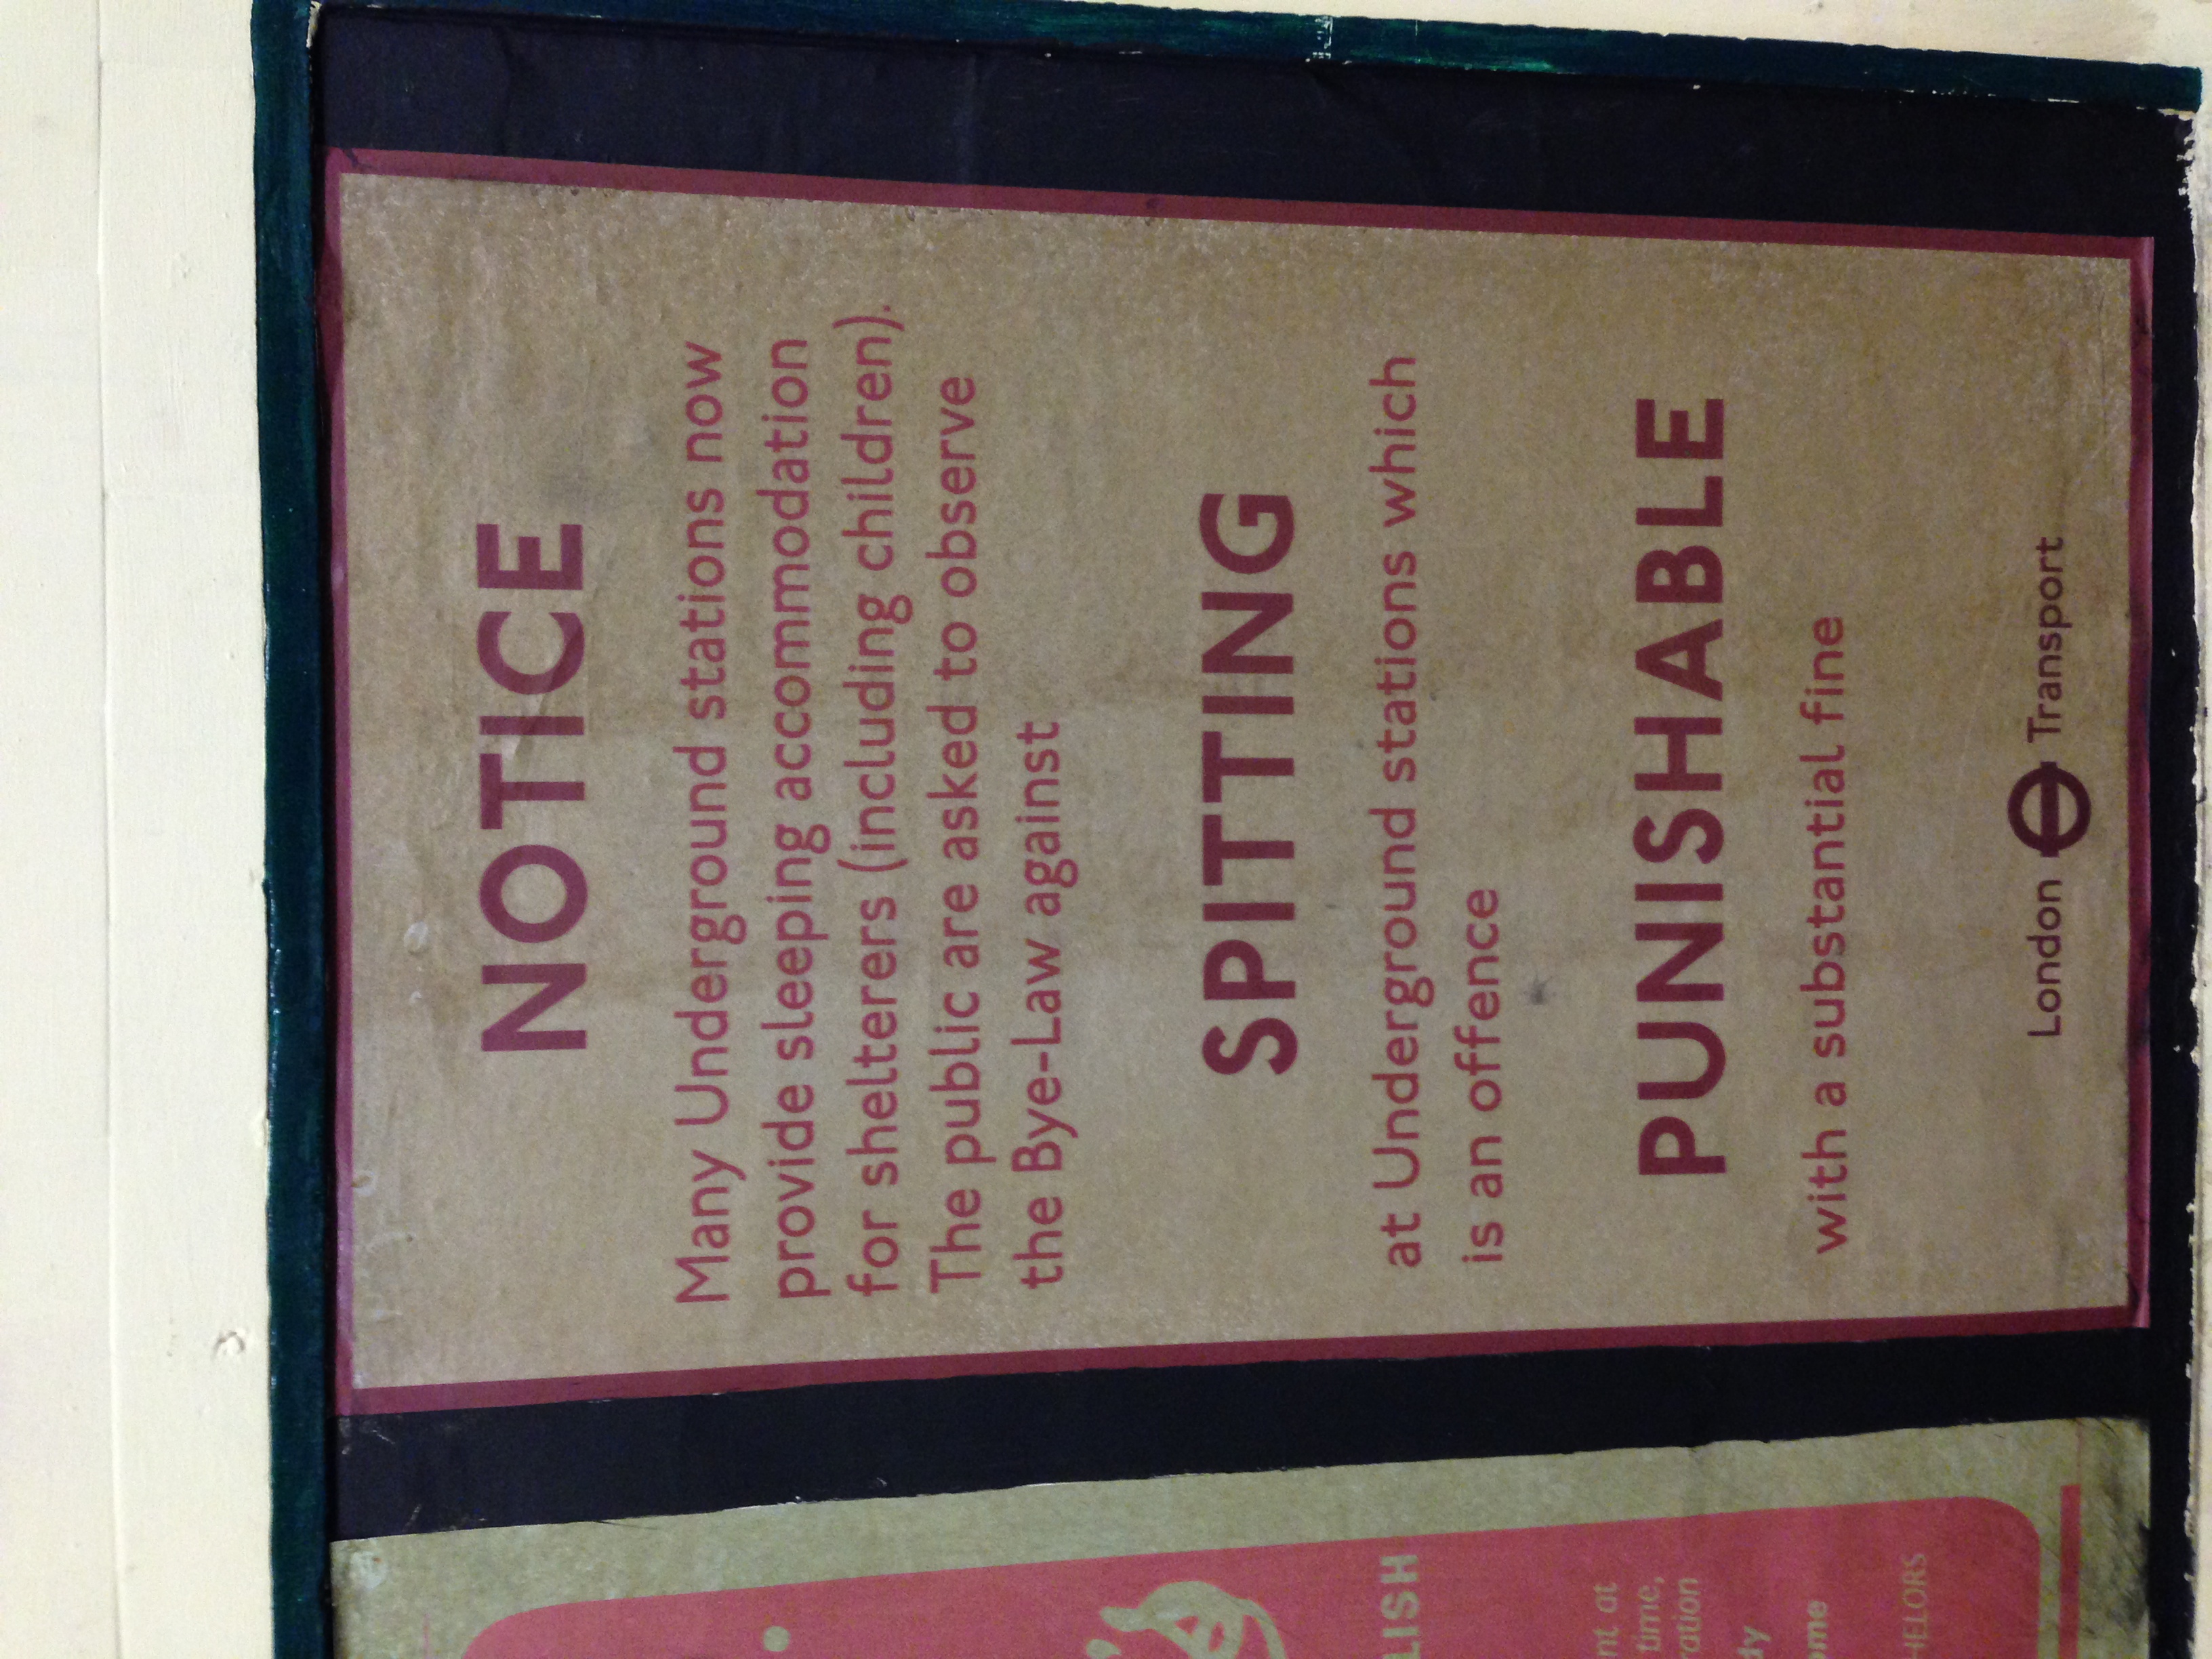 NOTICE
Many Underground stations now
provide sleeping accommodation
for shelterers (including children).
The public are asked to observe
the Bye-Law against
SPITTING
at Underground stations which
is an offence
PUNISHABLE
with a substantial fine
London Transport
time,